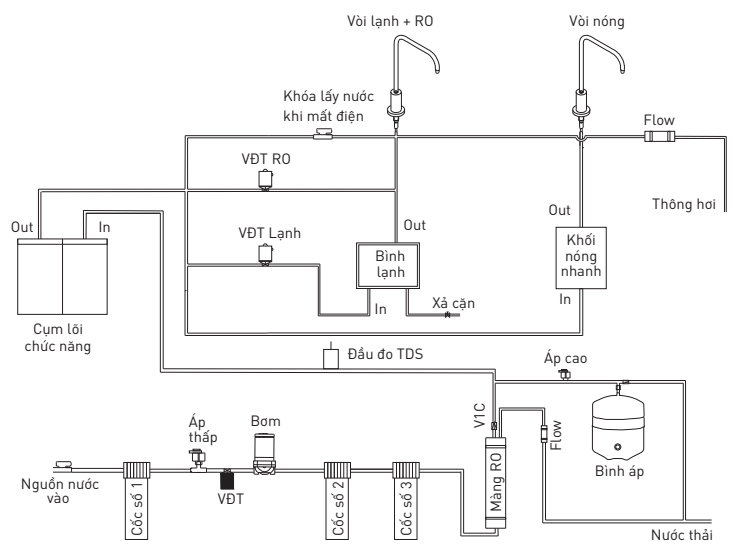 Vòi lạnh + RO
Vòi nóng
Khóa lấy nước
khi mất điện
Flow
VĐT RO
Thông hơi
Out
In
VĐT Lạnh
Out
Out
Bình
lạnh
Khối
nóng
nhanh
In
Xả cặn
In
Cụm lõi
chức năng
Đầu đo TDS
Áp cao
Áp
thấp
Bơm
V1C
Flow
Màng RO
Bình áp
Nguồn nước
vào
Cốc số 1
VĐT
Cốc số 2
Cốc số 3
Nước thải